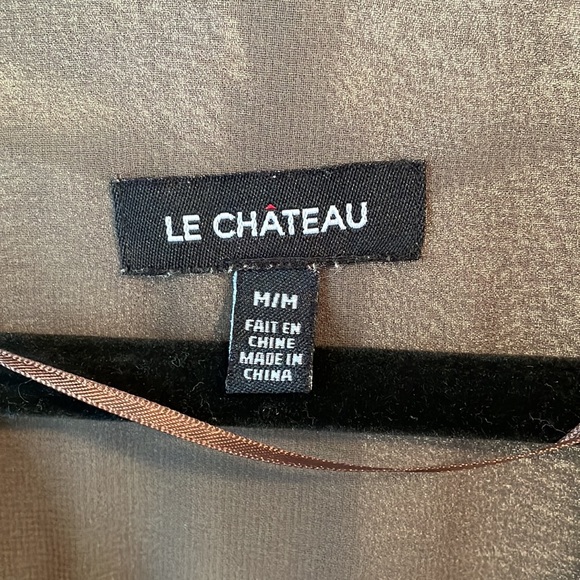 LE CHÂTEAU
M/M
FAIT EN
CHINE
MADE IN
CHINA